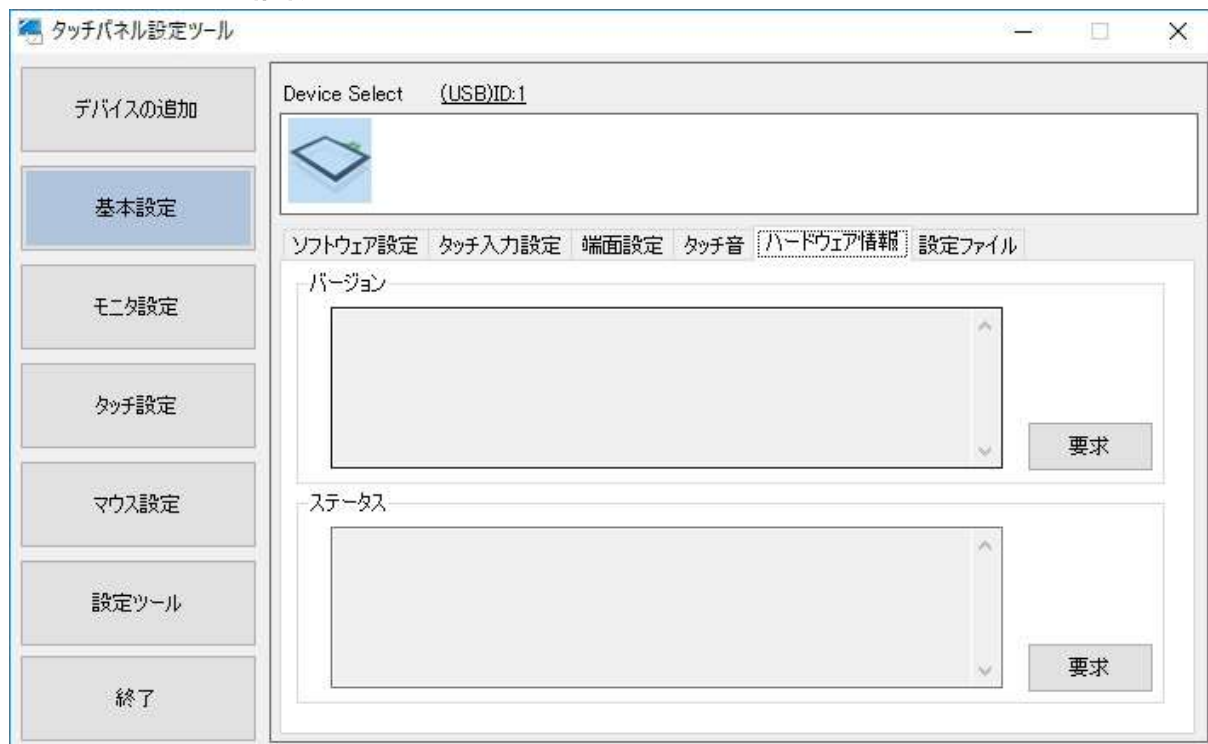 タッチパネル設定ツール
デバイスの追加
基本設定
モニタ設定
タッチ設定
マウス設定
設定ツール
終了
Device Select (USB)ID:1
ソフトウェア設定 タッチ入力設定 端面設定 タッチ音 ハードウェア情報 設定ファイル
バージョン
要求
ステータス
要求